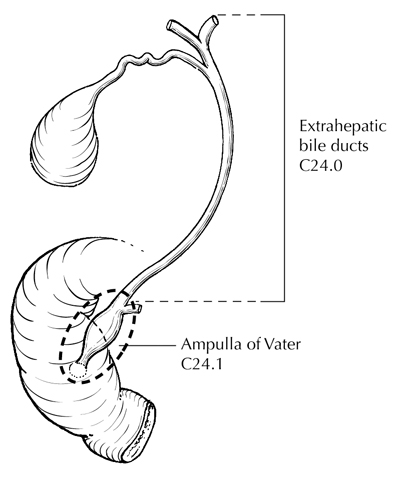 Extrahepatic
bile ducts
C24.0
Ampulla of Vater
C24.1